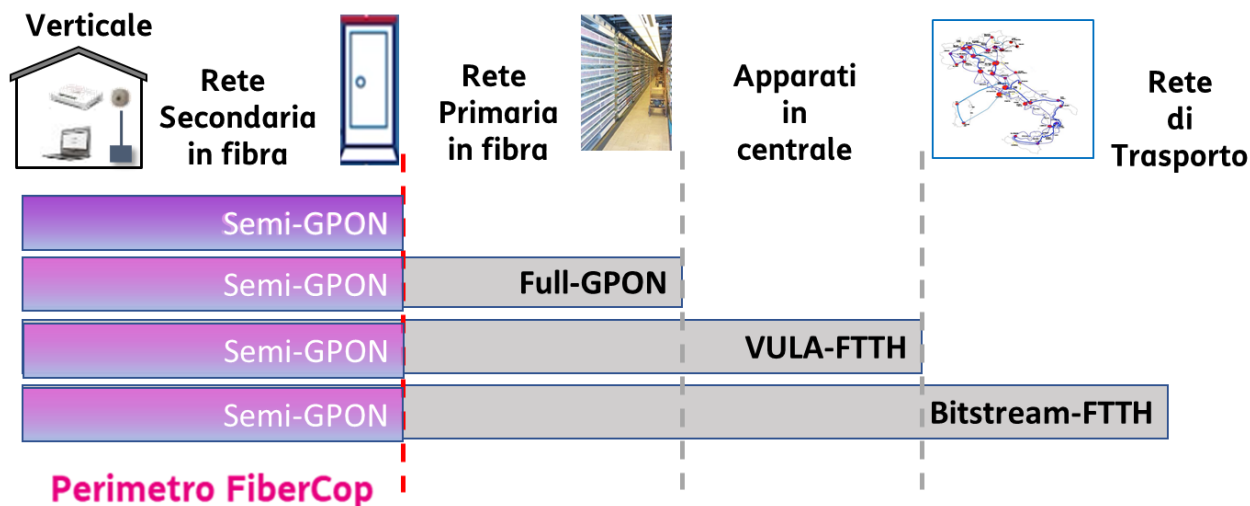 Verticale
Rete
Secondaria
in fibra
Rete
Primaria
in fibra
Apparati
in
centrale
Rete
di
Trasporto
Semi-GPON
Semi-GPON
Full-GPON
Semi-GPON
VULA-FTTH
Semi-GPON
Bitstream-FTTH
Perimetro FiberCop